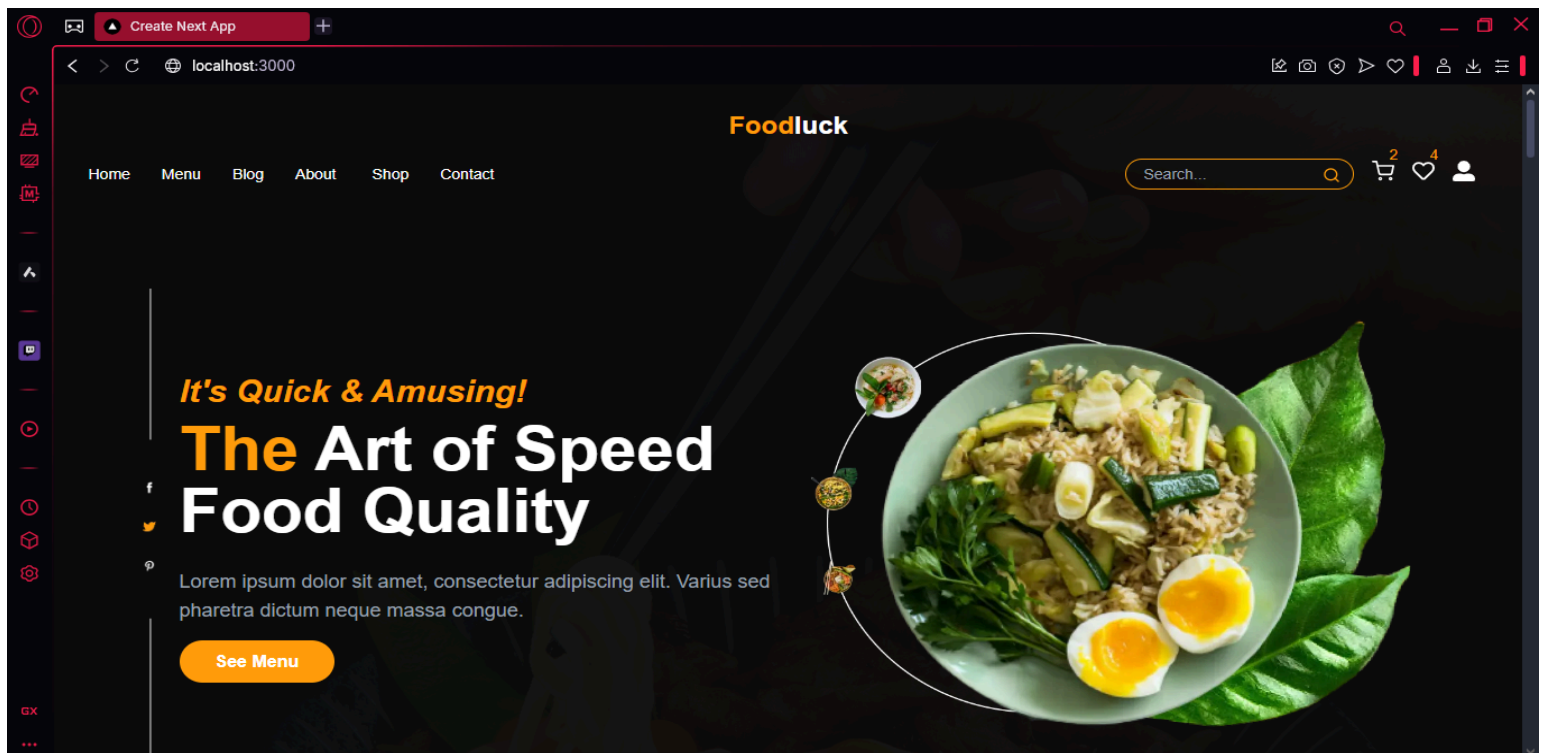 Create Next App
localhost:3000
Foodluck
Home Menu Blog About Shop Contact
Search...
2
4
It's Quick & Amusing!
The Art of Speed
Food Quality
Lorem ipsum dolor sit amet, consectetur adipiscing elit. Varius sed
pharetra dictum neque massa congue.
See Menu
M
GX